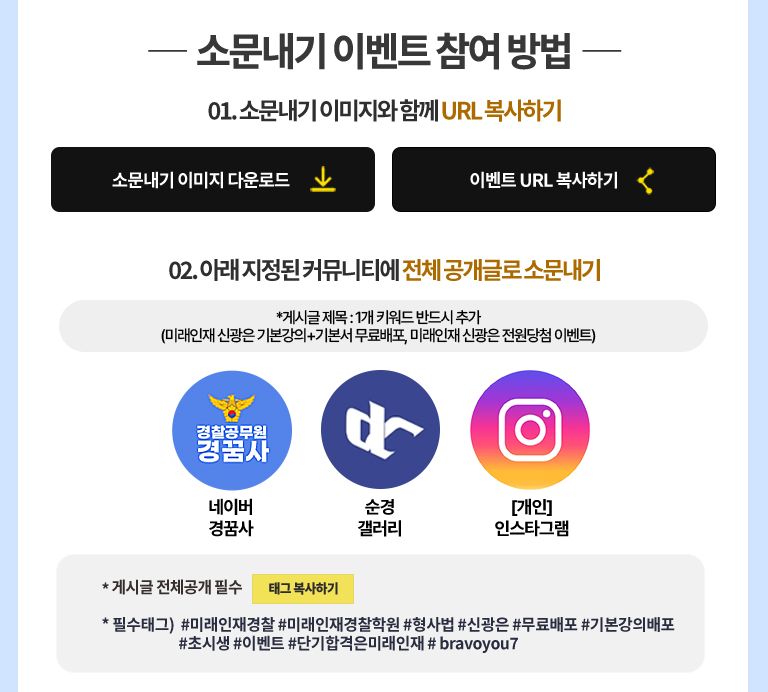 소문내기 이벤트 참여 방법
01. 소문내기 이미지와 함께 URL 복사하기
소문내기 이미지 다운로드
이벤트 URL 복사하기
02. 아래 지정된 커뮤니티에 전체 공개글로 소문내기
*게시글 제목 : 1개 키워드 반드시 추가
(미래인재 신광은 기본강의+기본서 무료배포, 미래인재 신광은 전원당첨 이벤트)
경찰공무원
경꿈사
네이버
경꿈사
순경
갤러리
[개인]
인스타그램
* 게시글 전체공개 필수
태그 복사하기
* 필수태그) #미래인재경찰 #미래인재경찰학원 #형사법 #신광은 #무료배포 #기본강의배포
#초시생 #이벤트 #단기합격은미래인재 # bravoyou7